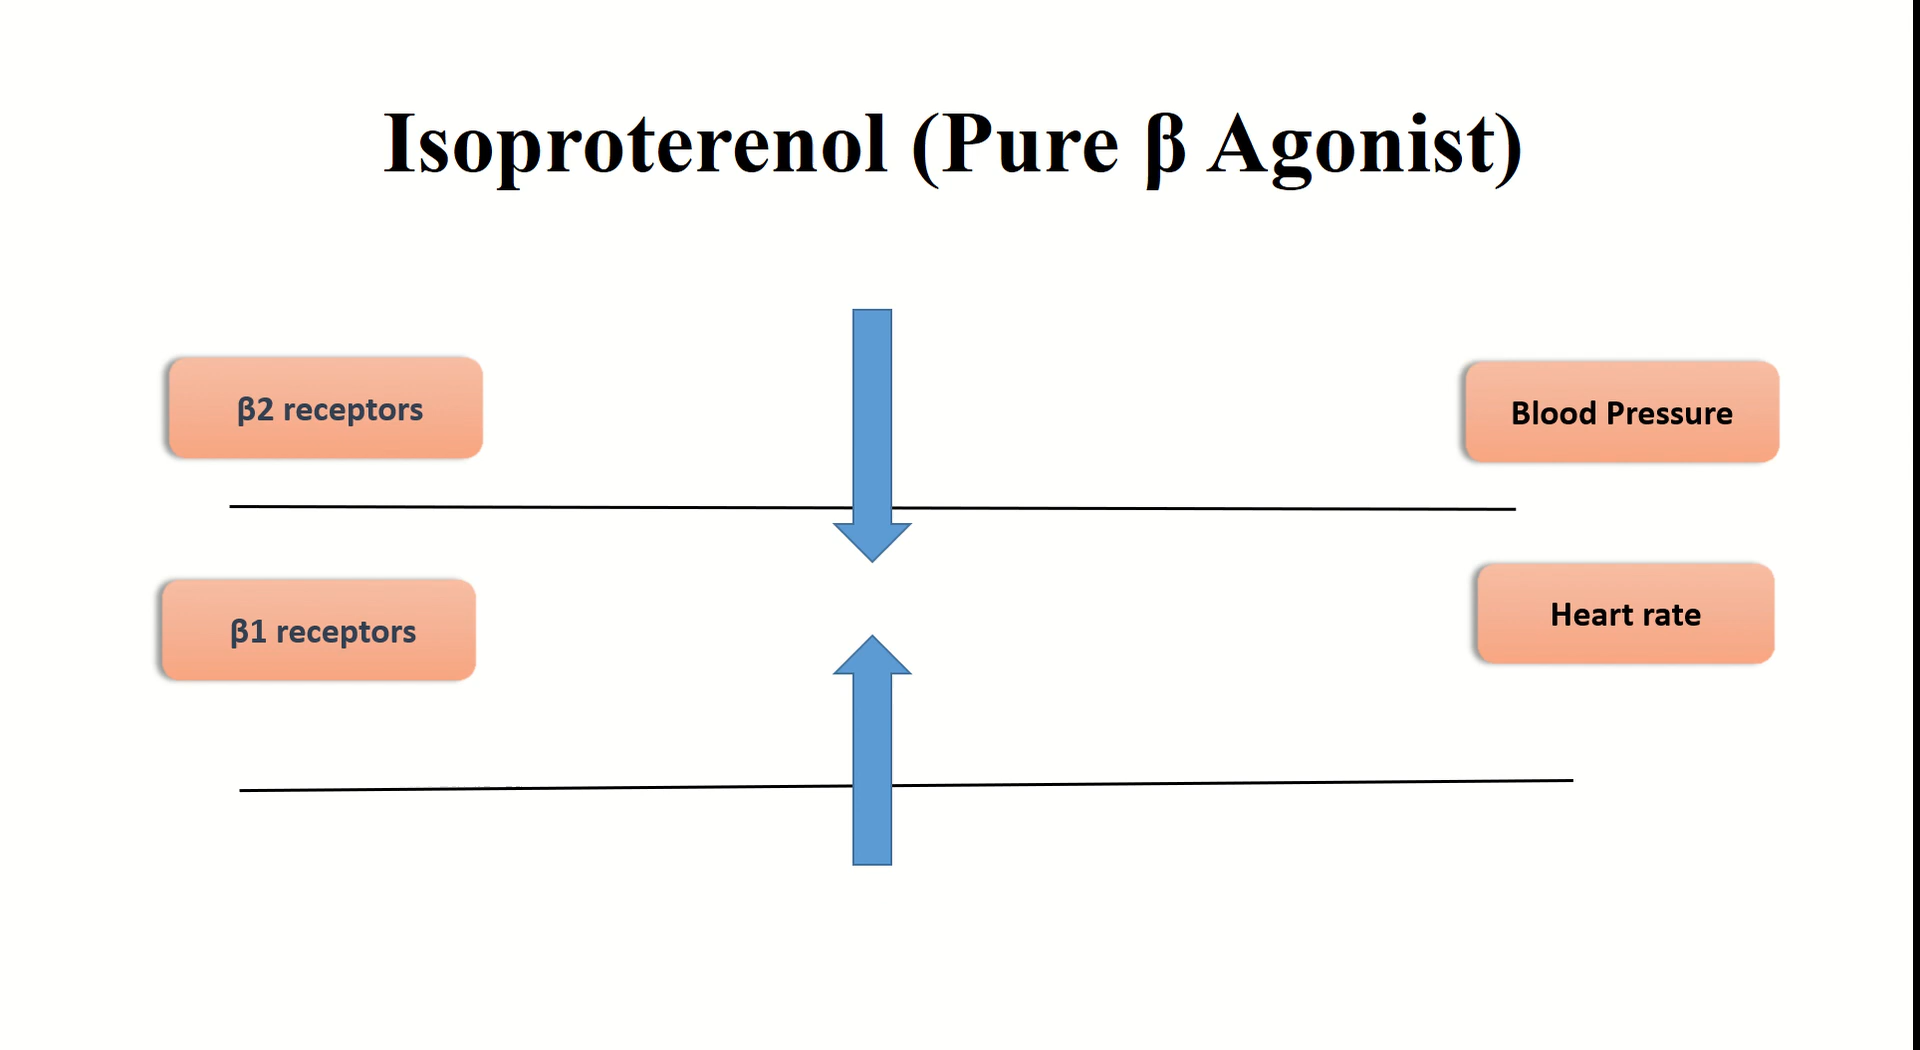 Isoproterenol (Pure β Agonist)
β2 receptors
Blood Pressure
β1 receptors
Heart rate